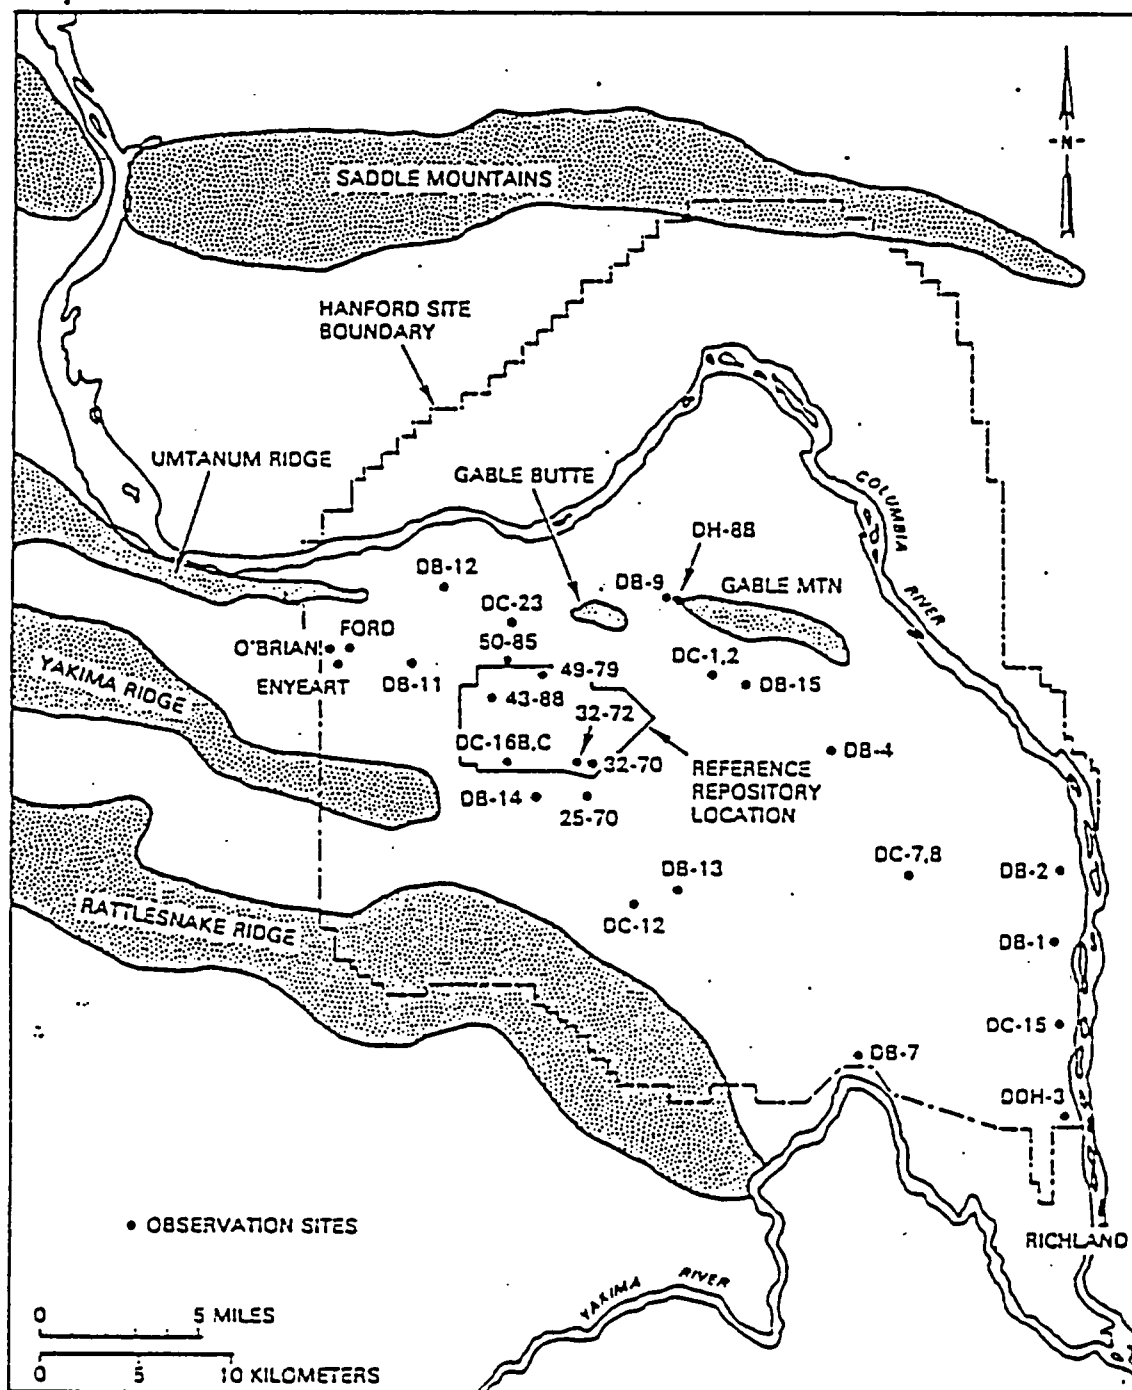 SADDLE MOUNTAINS
-N-
HANFORD SITE
BOUNDARY
UMTANUM RIDGE
GABLE BUTTE
COLUMBIA
RIVER
DH-8B
DB-12
DB-9
GABLE MTN
DC-23
O'BRIAN
FORD
50-85
ENYEART
DB-11
49-79
DC-1,2
DB-15
YAKIMA RIDGE
43-88
32-72
DC-16B,C
32-70
DB-4
REFERENCE
REPOSITORY
LOCATION
DB-14
25-70
DC-7,8
DB-2
DB-13
DC-12
RATTLESNAKE RIDGE
DB-1
DC-15
DB-7
DDH-3
OBSERVATION SITES
RICHLAND
YAKIMA RIVER
0 5 MILES
0 5 10 KILOMETERS